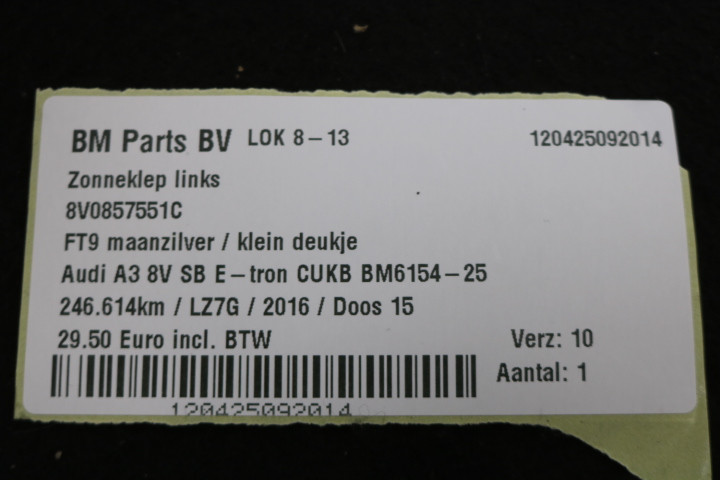 BM Parts BV LOK 8-13 120425092014
Zonneklep links
8V0857551C
FT9 maanzilver / klein deukje
Audi A3 8V SB E-tron CUKB BM6154-25
246.614km / LZ7G / 2016 / Doos 15
29.50 Euro incl. BTW Verz: 10
Aantal: 1
120425092014